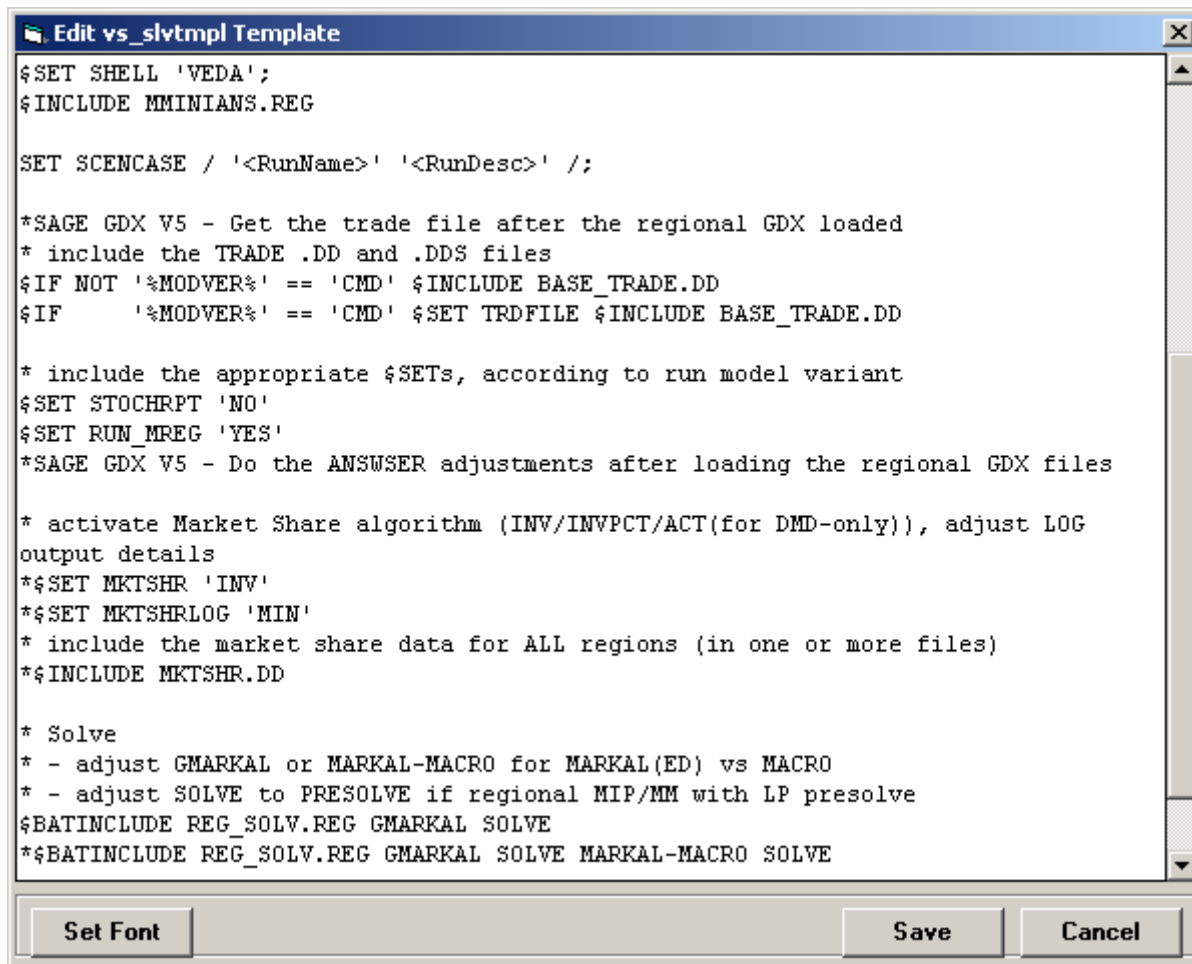 Edit vs_slvtmpl Template
$SET SHELL 'VEDA';
$INCLUDE MMINIANS.REG
SET SCENCASE / '<RunName>' '<RunDesc>' /;
*SAGE GDX V5 - Get the trade file after the regional GDX loaded
* include the TRADE .DD and .DDS files
$IF NOT '%MODVER%' == 'CMD' $INCLUDE BASE_TRADE.DD
$IF     '%MODVER%' == 'CMD' $SET TRDFILE $INCLUDE BASE_TRADE.DD
* include the appropriate $SETs, according to run model variant
$SET STOCHRPT 'NO'
$SET RUN_MREG 'YES'
*SAGE GDX V5 - Do the ANSWSER adjustments after loading the regional GDX files
* activate Market Share algorithm (INV/INVPCT/ACT(for DMD-only)), adjust LOG
output details
*$SET MKTSHR 'INV'
*$SET MKTSHRLOG 'MIN'
* include the market share data for ALL regions (in one or more files)
*$INCLUDE MKTSHR.DD
* Solve
* - adjust GMARKAL or MARKAL-MACRO for MARKAL(ED) vs MACRO
* - adjust SOLVE to PRESOLVE if regional MIP/MM with LP presolve
$BATINCLUDE REG_SOLV.REG GMARKAL SOLVE
*$BATINCLUDE REG_SOLV.REG GMARKAL SOLVE MARKAL-MACRO SOLVE
Set Font Save Cancel